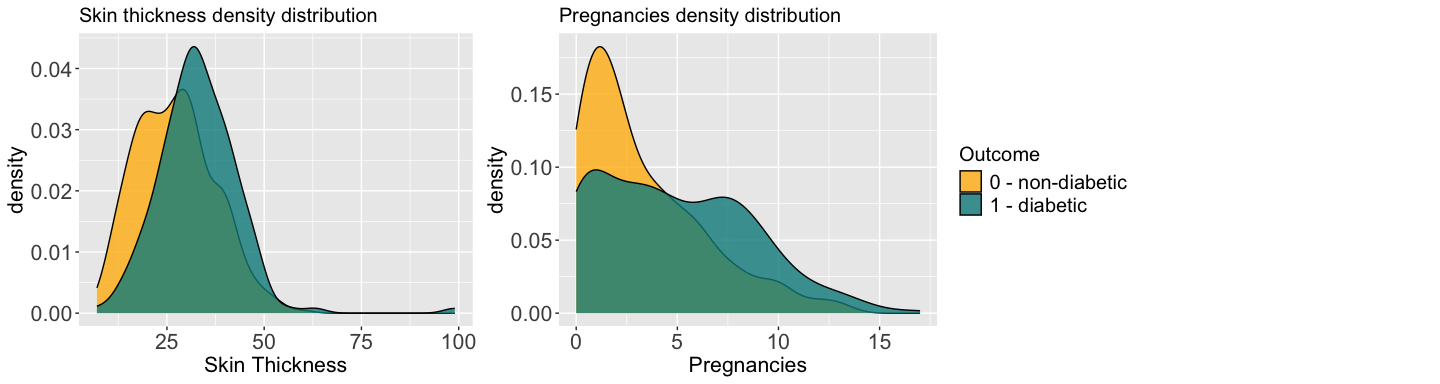 Skin thickness density distribution
density
0.04
0.03
0.02
0.01
0.00
25 50 75 100
Skin Thickness
Pregnancies density distribution
density
0.15
0.10
0.05
0.00
0 5 10 15
Pregnancies
Outcome
0 - non-diabetic
1 - diabetic